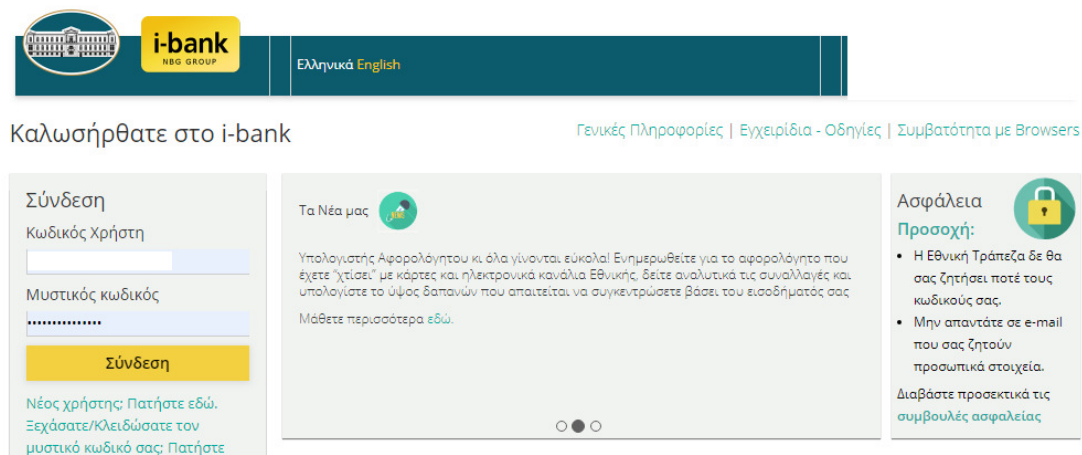 i-bank
NBG GROUP
Ελληνικά English
Καλωσήρθατε στο i-bank
Γενικές Πληροφορίες | Εγχειρίδια - Οδηγίες | Συμβατότητα με Browsers
Σύνδεση
Κωδικός Χρήστη
Μυστικός κωδικός
Σύνδεση
Νέος χρήστης; Πατήστε εδώ.
Ξεχάσατε/Κλειδώσατε τον
μυστικό κωδικό σας; Πατήστε
Τα Νέα μας
NEWS
Υπολογιστής Αφορολόγητου κι όλα γίνονται εύκολα! Ενημερωθείτε για το αφορολόγητο που
έχετε "χτίσει" με κάρτες και ηλεκτρονικά κανάλια Εθνικής, δείτε αναλυτικά τις συναλλαγές και
υπολογίστε το ύψος δαπανών που απαιτείται να συγκεντρώσετε βάσει του εισοδήματός σας
Μάθετε περισσότερα εδώ.
Ασφάλεια
Προσοχή:
• Η Εθνική Τράπεζα δε θα
σας ζητήσει ποτέ τους
κωδικούς σας.
• Μην απαντάτε σε e-mail
που σας ζητούν
προσωπικά στοιχεία.
Διαβάστε προσεκτικά τις
συμβουλές ασφαλείας